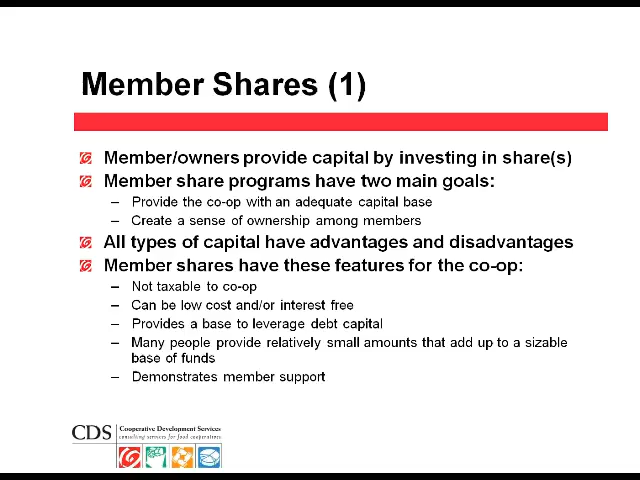 Member Shares (1)
Member/owners provide capital by investing in share(s)
Member share programs have two main goals:
– Provide the co-op with an adequate capital base
– Create a sense of ownership among members
All types of capital have advantages and disadvantages
Member shares have these features for the co-op:
– Not taxable to co-op
– Can be low cost and/or interest free
– Provides a base to leverage debt capital
– Many people provide relatively small amounts that add up to a sizable
base of funds
– Demonstrates member support
CDS
Cooperative Development Services
consulting services for food cooperatives